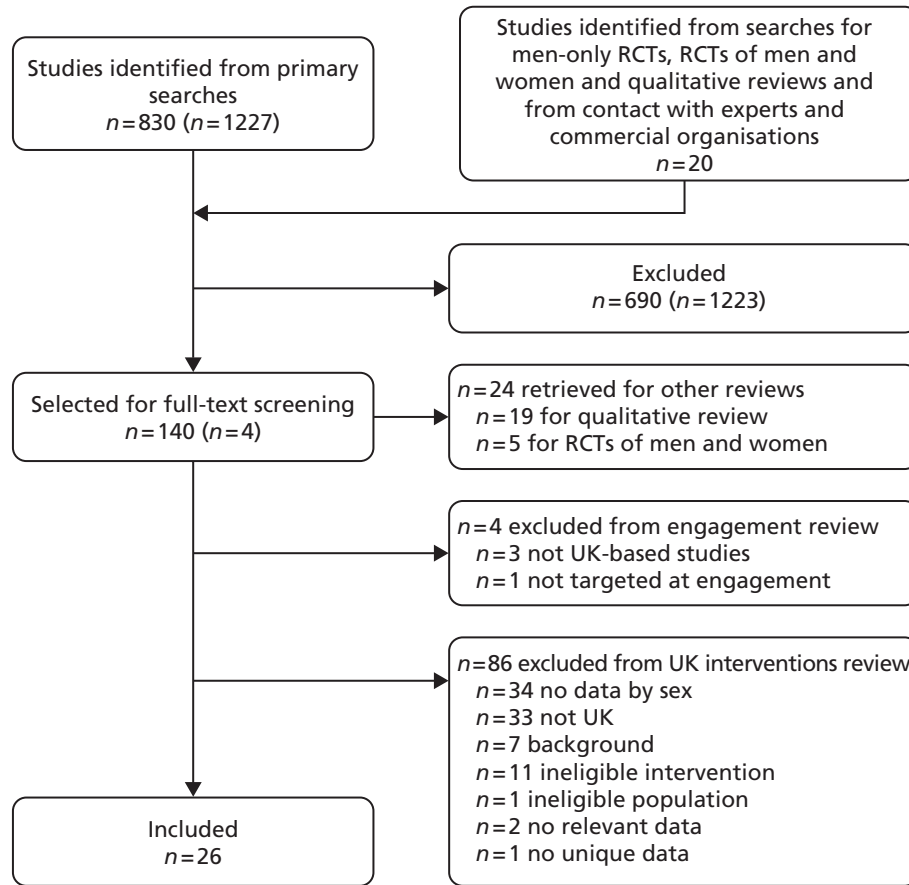 Studies identified from primary
searches
n=830 (n=1227)
Studies identified from searches for
men-only RCTs, RCTs of men and
women and qualitative reviews and
from contact with experts and
commercial organisations
n=20
Excluded
n=690 (n=1223)
Selected for full-text screening
n=140 (n=4)
n=24 retrieved for other reviews
n=19 for qualitative review
n=5 for RCTs of men and women
n=4 excluded from engagement review
n=3 not UK-based studies
n=1 not targeted at engagement
n=86 excluded from UK interventions review
n=34 no data by sex
n=33 not UK
n=7 background
n=11 ineligible intervention
n=1 ineligible population
n=2 no relevant data
n=1 no unique data
Included
n=26